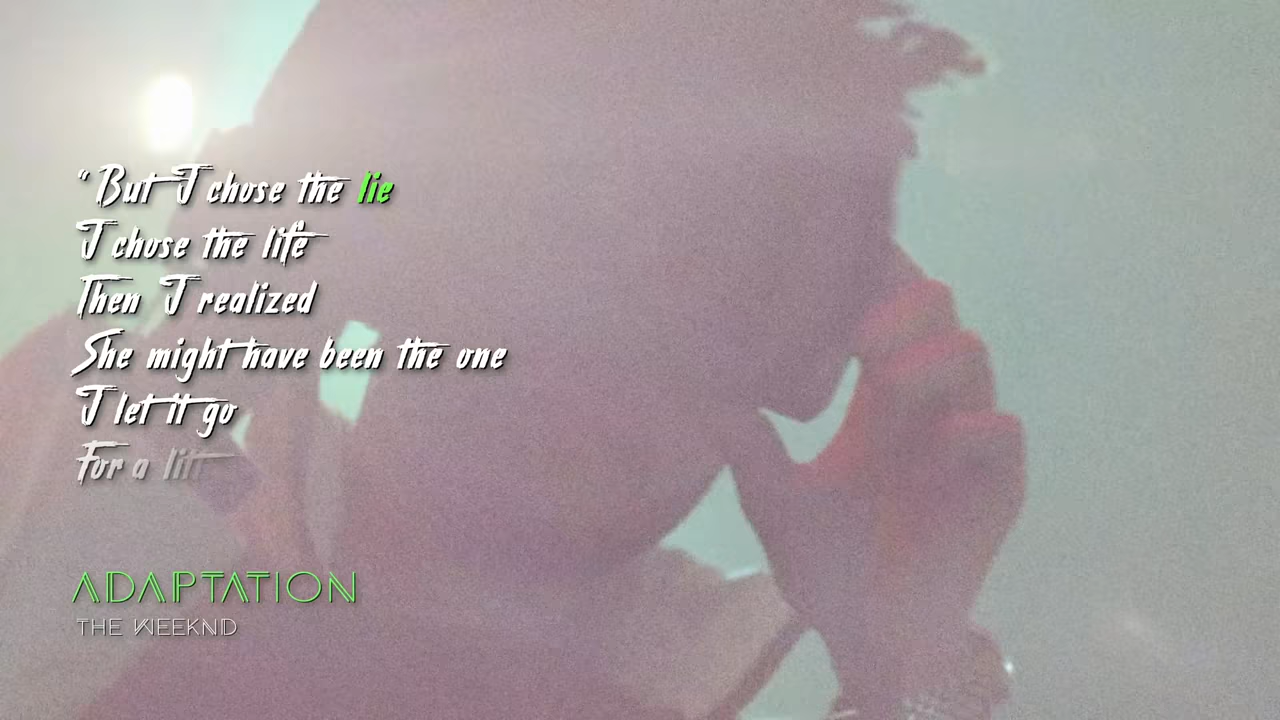 “But I chose the lie
I chose the life
Then I realized
She might have been the one
I let it go
For a litt
ADAPTATION
THE WEEKND